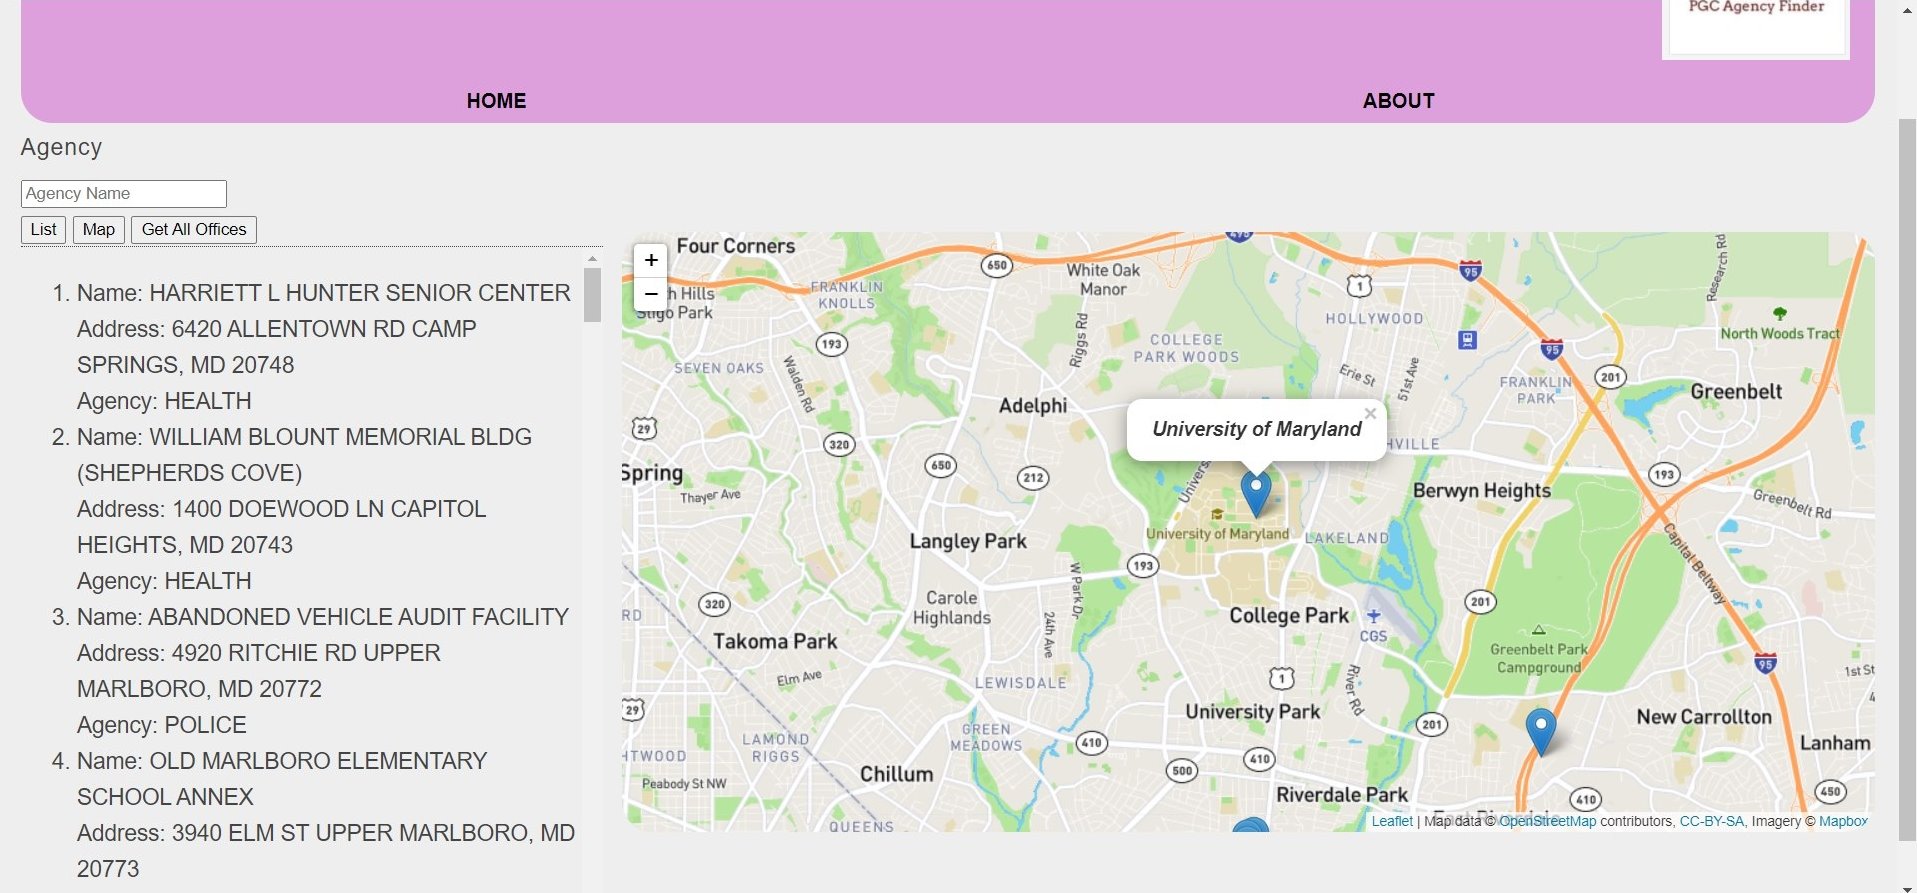 PGC Agency Finder
HOME
ABOUT
Agency
Agency Name
List
Map
Get All Offices
1. Name: HARRIETT L HUNTER SENIOR CENTER
Address: 6420 ALLENTOWN RD CAMP
SPRINGS, MD 20748
Agency: HEALTH
2. Name: WILLIAM BLOUNT MEMORIAL BLDG
(SHEPHERDS COVE)
Address: 1400 DOEWOOD LN CAPITOL
HEIGHTS, MD 20743
Agency: HEALTH
3. Name: ABANDONED VEHICLE AUDIT FACILITY
Address: 4920 RITCHIE RD UPPER
MARLBORO, MD 20772
Agency: POLICE
4. Name: OLD MARLBORO ELEMENTARY
SCHOOL ANNEX
Address: 3940 ELM ST UPPER MARLBORO, MD
20773
+
−
Four Corners
495
650
White Oak
Manor
95
Research Rd
h Hills
Sligo Park
FRANKLIN
KNOLLS
1
HOLLYWOOD
North Woods Tract
193
Riggs Rd
COLLEGE
PARK WOODS
95
SEVEN OAKS
Walden Rd
Erie St
51st Ave
FRANKLIN
PARK
201
Greenbelt
Adelphi
29
320
University of Maryland
×
HVILLE
650
212
193
Spring
Thayer Ave
Univers
Berwyn Heights
Greenbelt Rd
University of Maryland
LAKELAND
Langley Park
193
Capital Beltway
W Park Dr
320
Carole
Highlands
24th Ave
201
RD
College Park
CGS
Takoma Park
Greenbelt Park
Campground
95
1st St
Elm Ave
LEWISDALE
1
River Rd
29
University Park
201
New Carrollton
GREEN
MEADOWS
LAMOND
RIGGS
410
Lanham
HTWOOD
410
500
Chillum
Peabody St NW
Riverdale Park
410
450
QUEENS
Leaflet | Map data © OpenStreetMap contributors, CC-BY-SA, Imagery © Mapbox